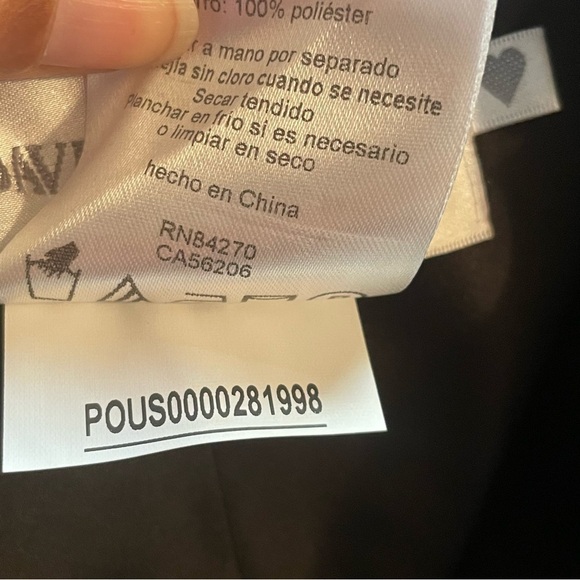 100% poliéster
a mano por separado
sin cloro cuando se necesite
Secar tendido
planchar en frío si es necesario
o limpiar en seco
hecho en China
RN84270
CA56206
POUS0000281998